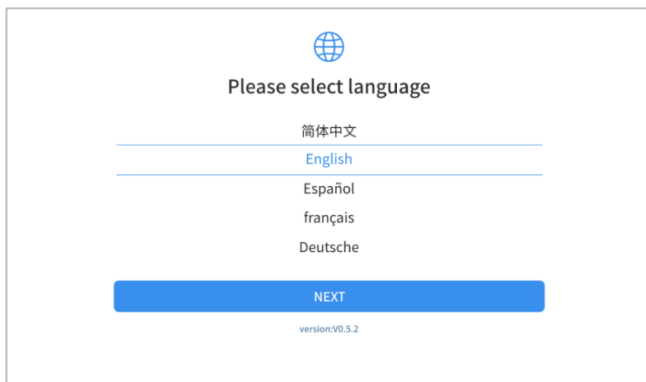 Please select language
简体中文
English
Español
français
Deutsche
NEXT
version:V0.5.2